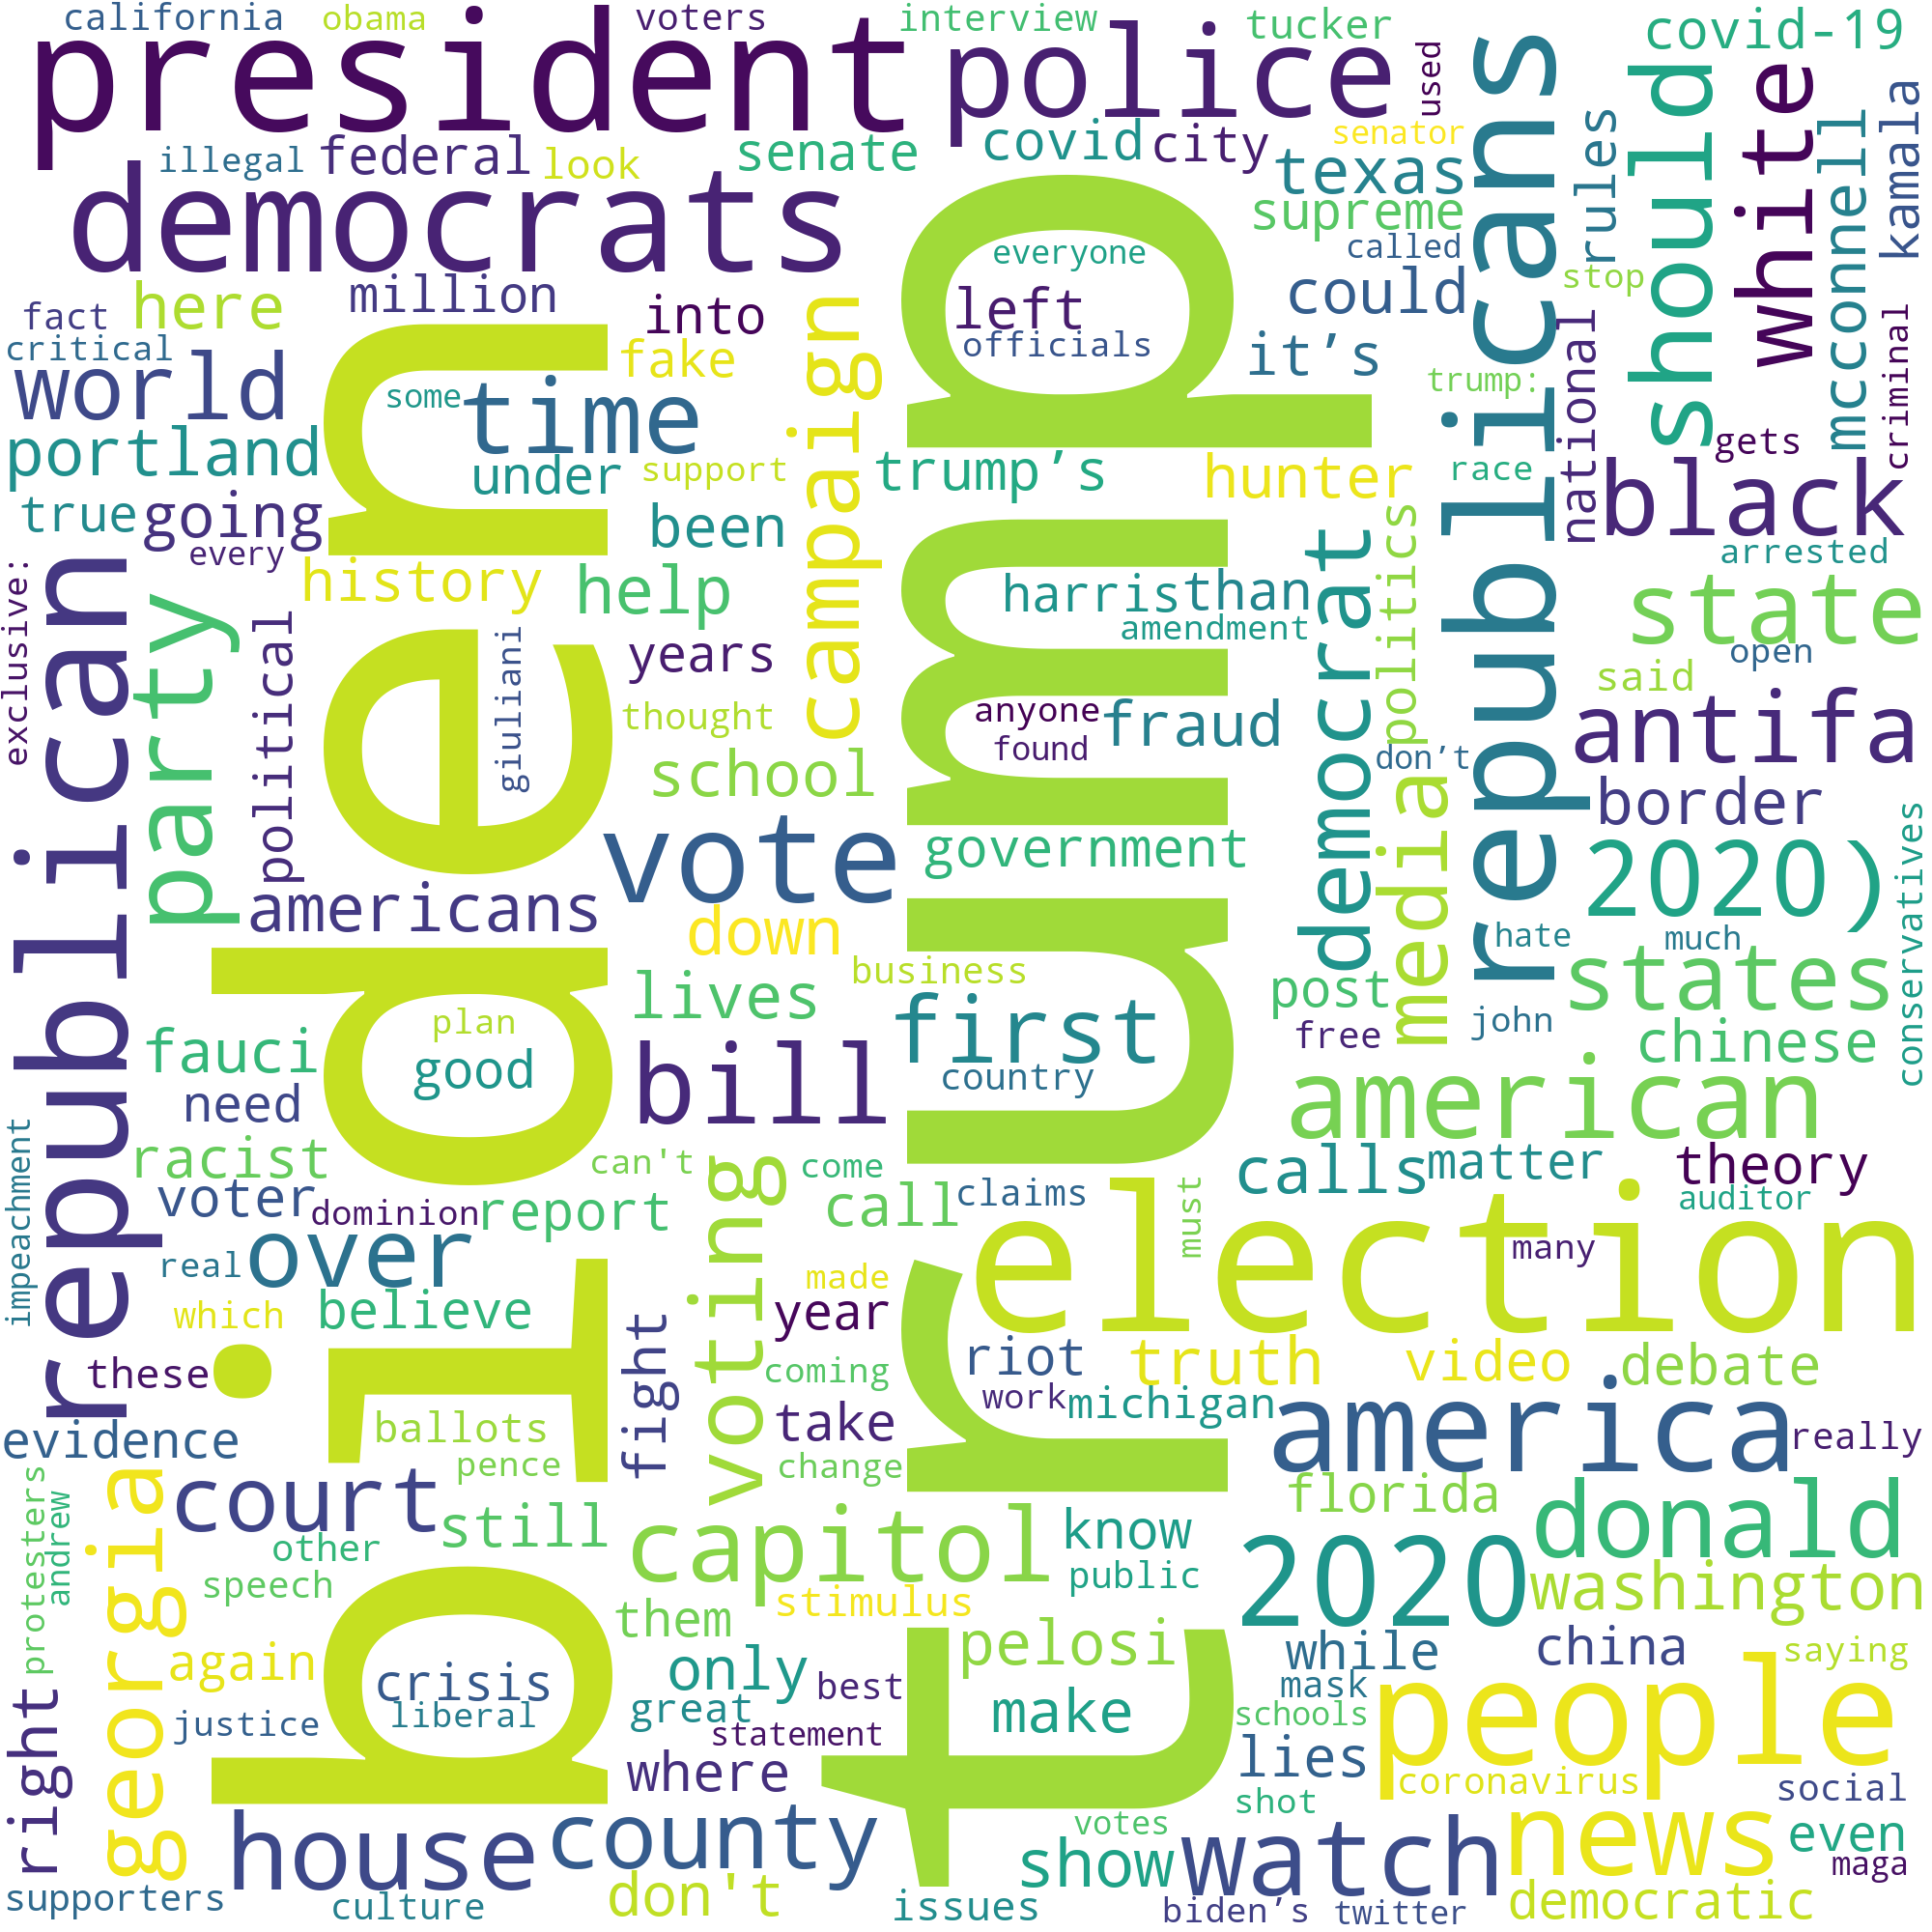 california
obama
voters
interview
tucker
covid-19
president
police
used
republicans
should
white
kamala
illegal
federal
look
senate
covid
city
senator
texas
rules
mcconnell
democrats
trump
supreme
everyone
called
stop
here
million
into
left
could
fact
critical
fake
officials
it’s
trump:
national
criminal
world
biden
some
time
campaign
gets
portland
under
support
trump’s
hunter
race
black
true
going
been
democrat
politics
arrested
every
history
help
harris
than
state
exclusive:
republican
party
political
giuliani
years
amendment
open
said
thought
anyone
fraud
antifa
found
don’t
school
media
border
vote
government
2020)
conservatives
americans
down
hate
much
business
lives
first
post
states
plan
free
john
chinese
fauci
good
bill
country
american
need
impeachment
racist
can't
come
calls
matter
theory
voter
dominion
report
voting
call
claims
must
auditor
real
over
election
many
which
believe
fight
made
year
these
coming
riot
truth
video
debate
work
michigan
evidence
ballots
take
america
really
pence
change
protesters
andrew
georgia
court
still
capitol
know
florida
donald
other
2020
speech
public
washington
stimulus
them
again
crisis
only
pelosi
while
china
saying
right
best
mask
people
justice
liberal
great
make
schools
statement
where
lies
coronavirus
social
shot
house
county
votes
show
watch
news
even
maga
supporters
culture
don't
issues
biden’s
twitter
democratic